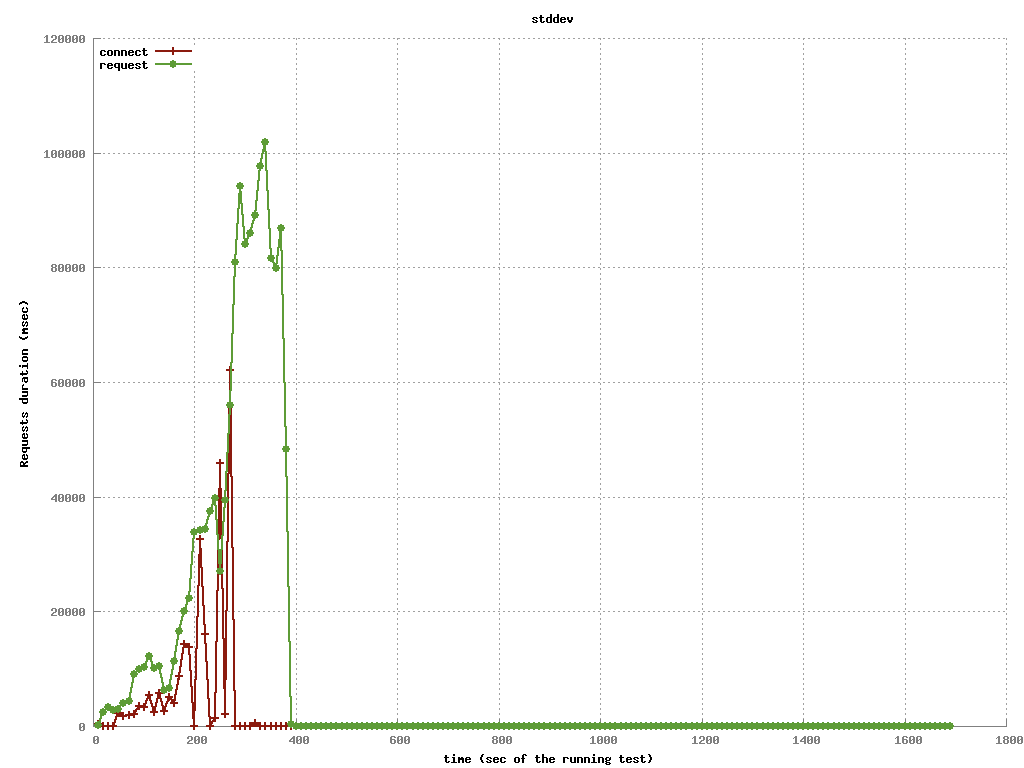 stddev
120000
connect
request
100000
80000
60000
40000
20000
0
0 200 400 600 800 1000 1200 1400 1600 1800
time (sec of the running test)
Requests duration (msec)